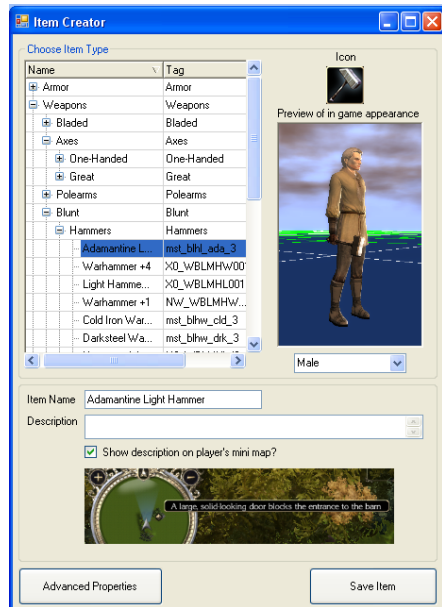 Item Creator
Choose Item Type
Name Tag
Armor Armor
Weapons Weapons
Bladed Bladed
Axes Axes
One-Handed One-Handed
Great Great
Polearms Polearms
Blunt Blunt
Hammers Hammers
Adamantine L... mst_blhl_ada_3
Warhammer +4 X0_WBLMHW00
Light Hamme... X0_WBLMHL001
Warhammer +1 NW_WBLMHW...
Cold Iron War... mst_blhw_cld_3
Darksteel Wa... mst_blhw_drk_3
Icon
Preview of in game appearance
Male
Item Name Adamantine Light Hammer
Description
Show description on player's mini map?
A large, solid-looking door blocks the entrance to the barn
Advanced Properties Save Item